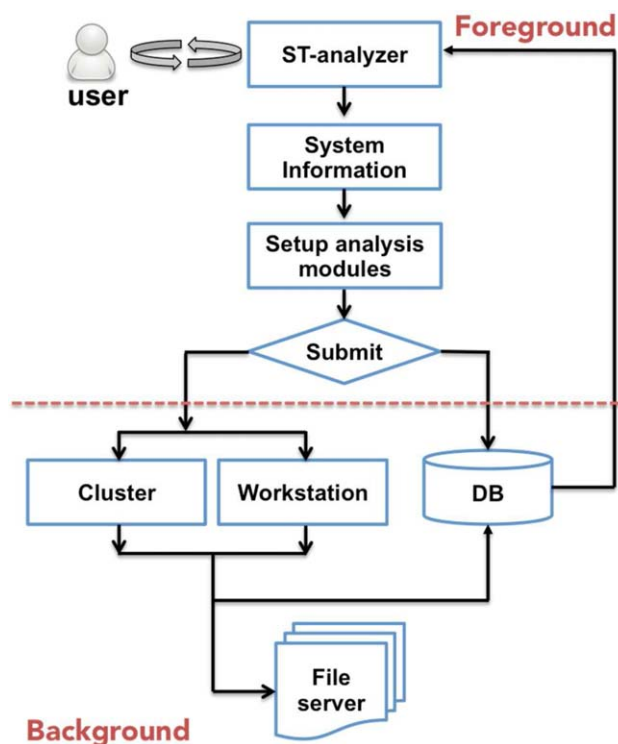 Foreground
ST-analyzer
user
System
Information
Setup analysis
modules
Submit
Cluster
Workstation
DB
File
server
Background